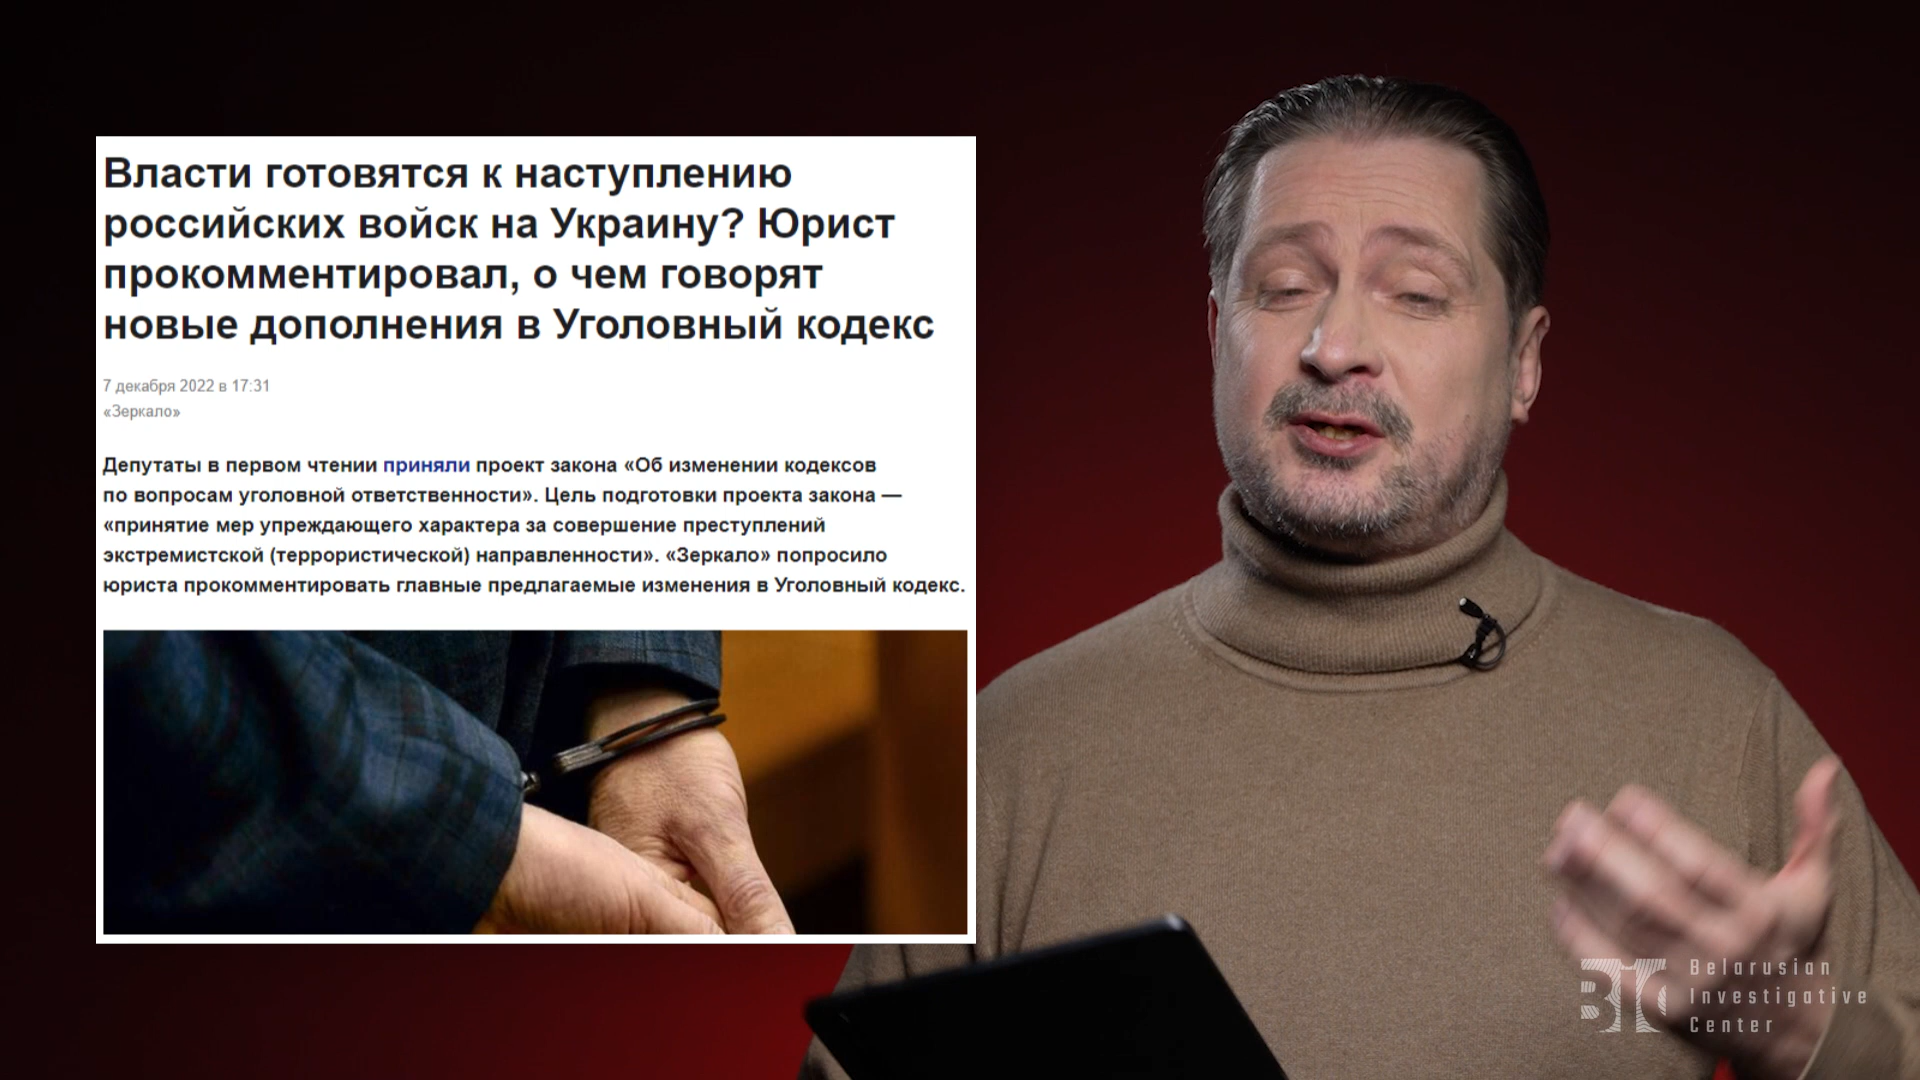 Власти готовятся к наступлению
российских войск на Украину? Юрист
прокомментировал, о чем говорят
новые дополнения в Уголовный кодекс
7 декабря 2022 в 17:31
«Зеркало»
Депутаты в первом чтении приняли проект закона «Об изменении кодексов
по вопросам уголовной ответственности». Цель подготовки проекта закона —
«принятие мер упреждающего характера за совершение преступлений
экстремистской (террористической) направленности». «Зеркало» попросило
юриста прокомментировать главные предлагаемые изменения в Уголовный кодекс.
Belarusian
Investigative
Center